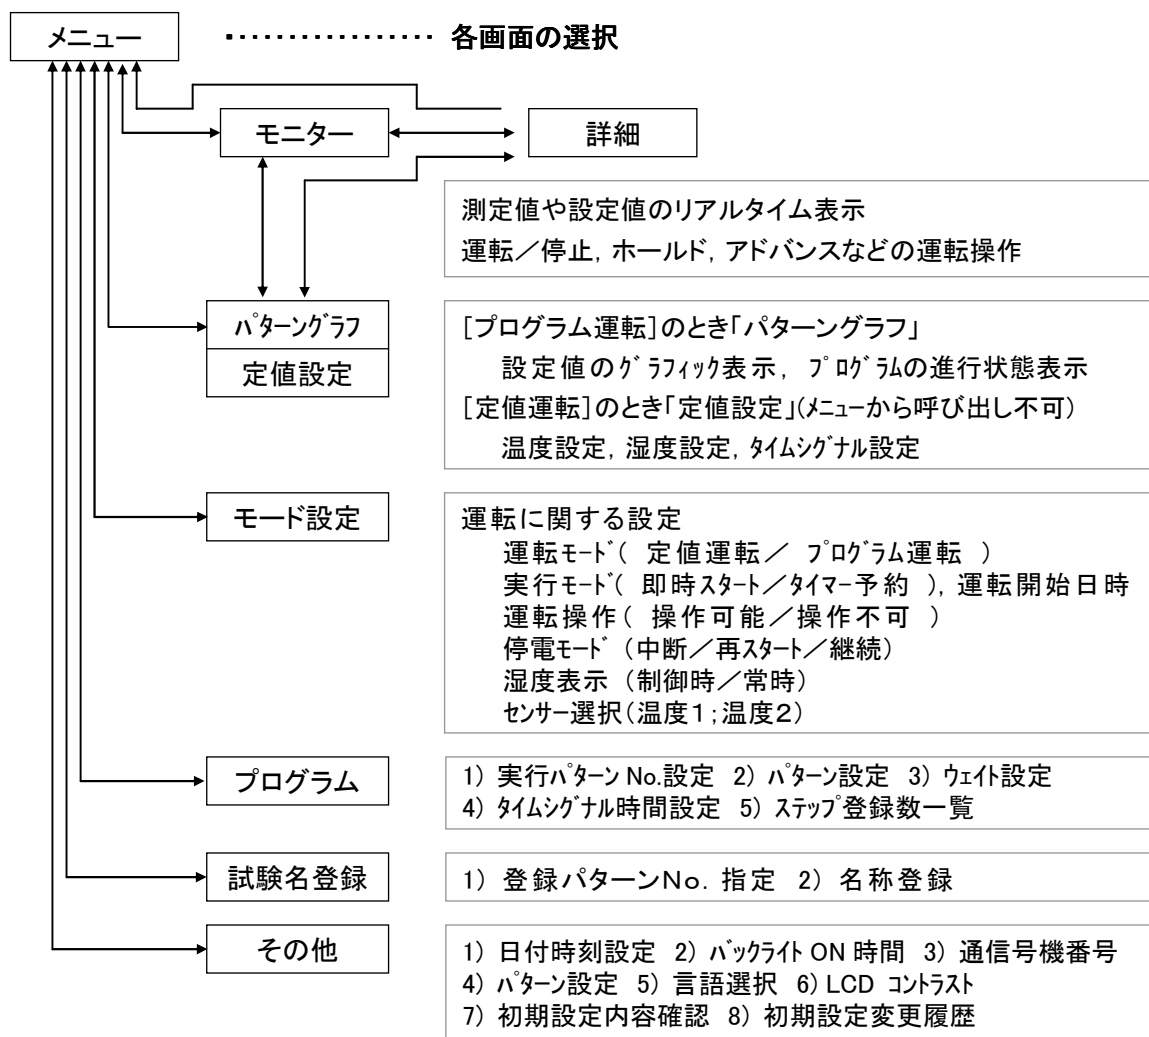 メニュー ・・・・・・・・・・・・・・・・ 各画面の選択
モニター 詳細
測定値や設定値のリアルタイム表示
運転／停止, ホールド, アドバンスなどの運転操作
ﾊﾟﾀｰﾝｸﾞﾗﾌ
定値設定
[プログラム運転]のとき「パターングラフ」
設定値のｸﾞﾗﾌｨｯｸ表示, ﾌﾟﾛｸﾞﾗﾑの進行状態表示
[定値運転]のとき「定値設定」(ﾒﾆｭｰから呼び出し不可)
温度設定, 湿度設定, ﾀｲﾑｼｸﾞﾅﾙ設定
モード設定
運転に関する設定
運転ﾓｰﾄﾞ( 定値運転／ ﾌﾟﾛｸﾞﾗﾑ運転 )
実行ﾓｰﾄﾞ( 即時ｽﾀｰﾄ／ﾀｲﾏｰ予約 ), 運転開始日時
運転操作( 操作可能／操作不可 )
停電ﾓｰﾄﾞ (中断／再ｽﾀｰﾄ／継続)
湿度表示 (制御時／常時)
ｾﾝｻｰ選択(温度１;温度２)
プログラム
1) 実行ﾊﾟﾀｰﾝ No.設定 2) ﾊﾟﾀｰﾝ設定 3) ｳｪｲﾄ設定
4) ﾀｲﾑｼｸﾞﾅﾙ時間設定 5) ｽﾃｯﾌﾟ登録数一覧
試験名登録
1) 登録パターンＮｏ. 指定 2) 名称登録
その他
1) 日付時刻設定 2) ﾊﾞｯｸﾗｲﾄ ON 時間 3) 通信号機番号
4) ﾊﾟﾀｰﾝ設定 5) 言語選択 6) LCD ｺﾝﾄﾗｽﾄ
7) 初期設定内容確認 8) 初期設定変更履歴